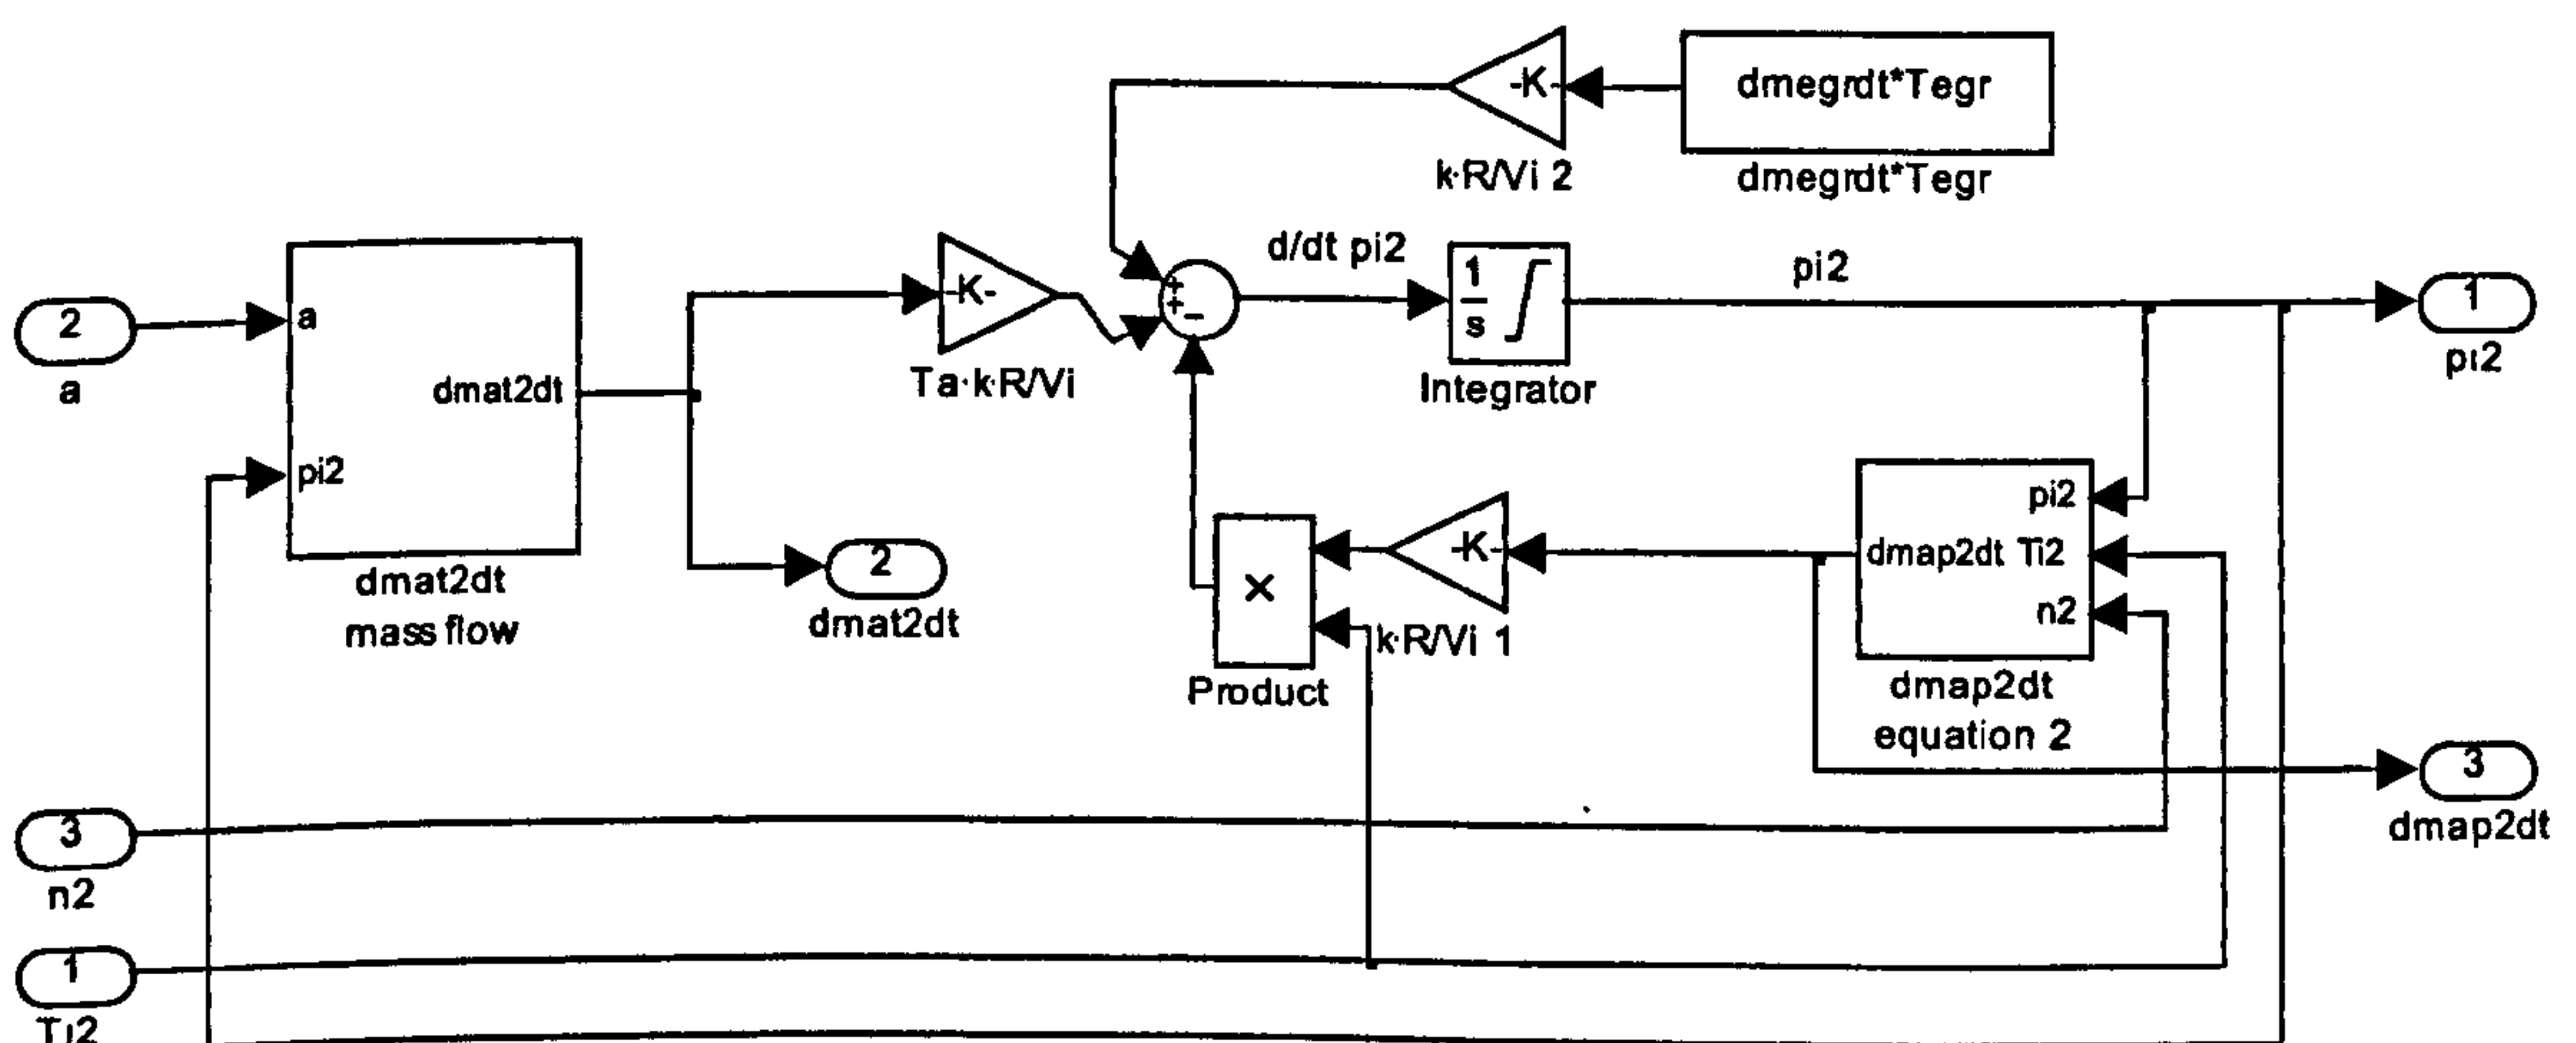 -K-
dmegrdt*Tegr
k·R/Vi 2
dmegrdt*Tegr
2
a
a
pi2
dmat2dt
dmat2dt
mass flow
-K-
Ta·k·R/Vi
+
+
-
d/dt pi2
1
s
Integrator
pi2
1
pi2
2
dmat2dt
×
Product
-K-
k·R/Vi 1
pi2
dmap2dt Ti2
n2
dmap2dt
equation 2
3
dmap2dt
3
n2
1
Ti2